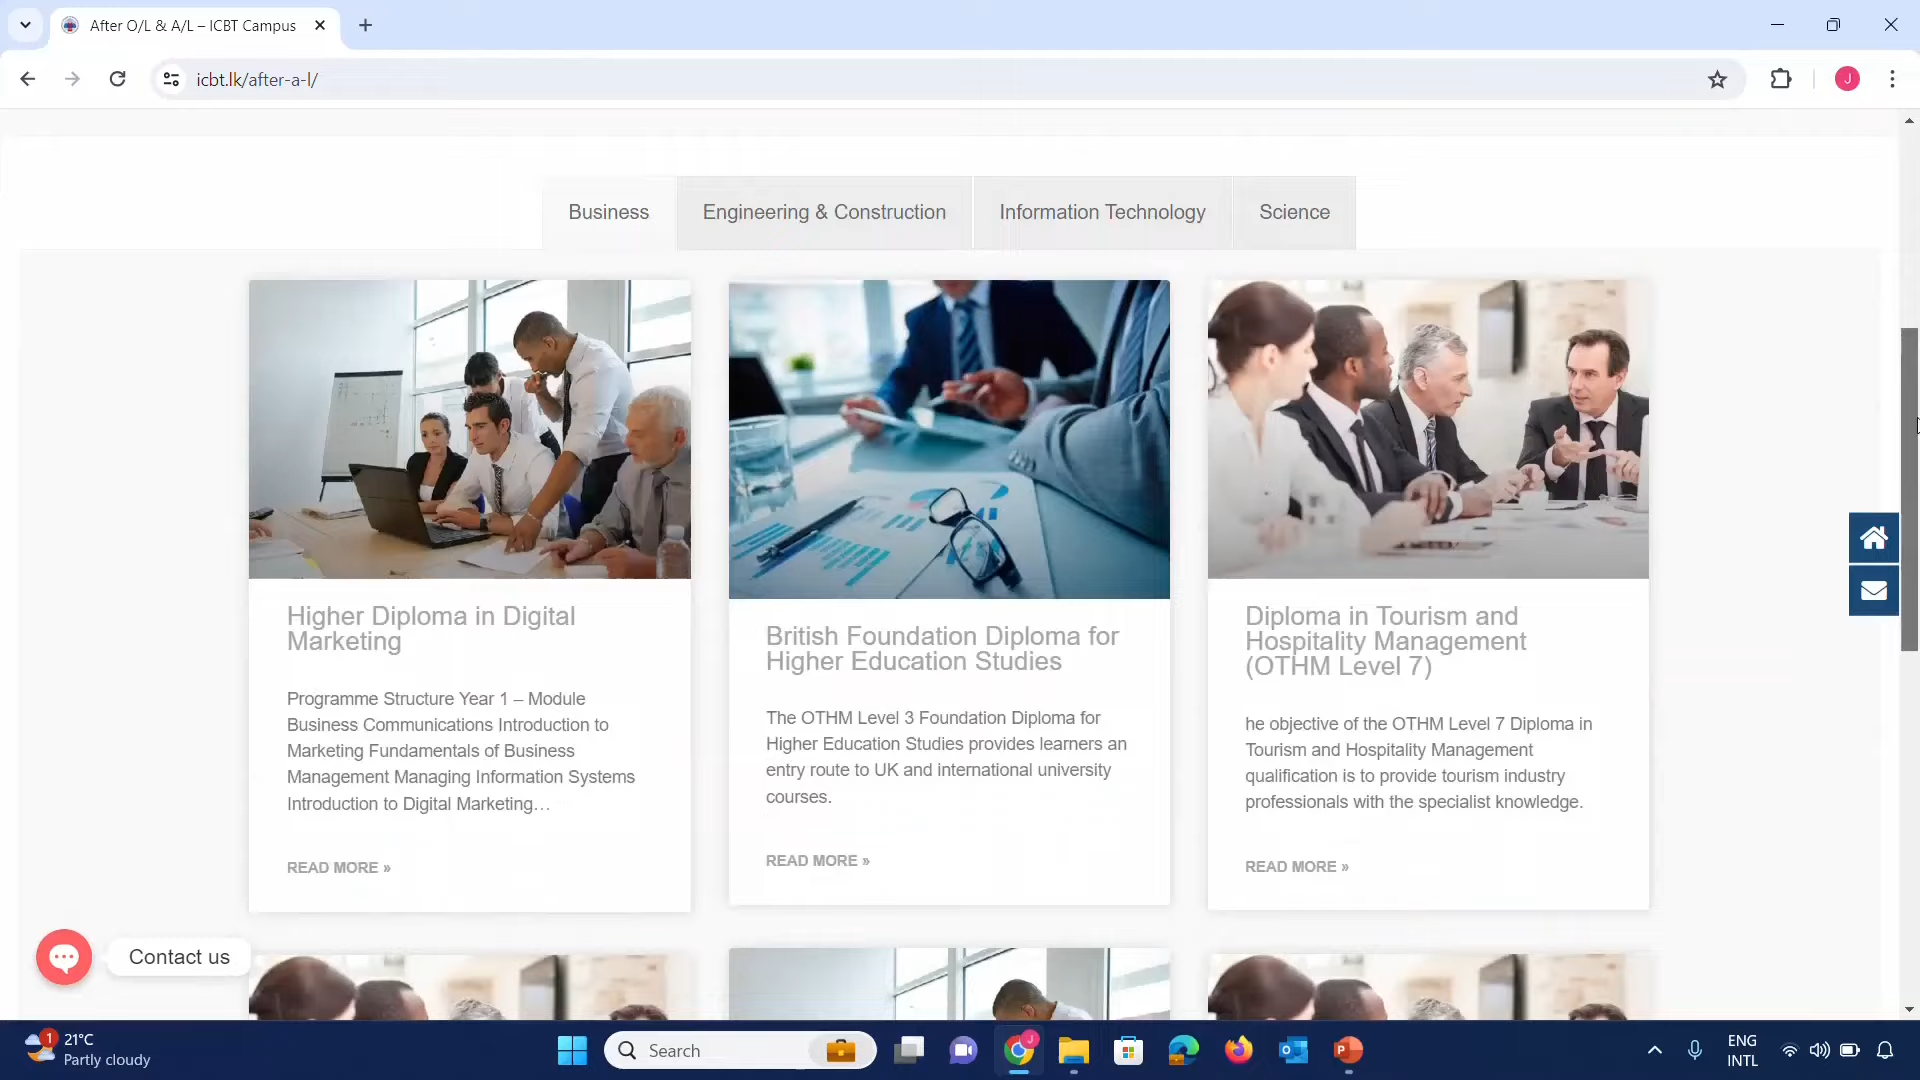 After O/L & A/L – ICBT Campus
icbt.lk/after-a-l/
J
Business
Engineering & Construction
Information Technology
Science
Higher Diploma in Digital
Marketing
Programme Structure Year 1 – Module
Business Communications Introduction to
Marketing Fundamentals of Business
Management Managing Information Systems
Introduction to Digital Marketing…
READ MORE »
British Foundation Diploma for
Higher Education Studies
The OTHM Level 3 Foundation Diploma for
Higher Education Studies provides learners an
entry route to UK and international university
courses.
READ MORE »
Diploma in Tourism and
Hospitality Management
(OTHM Level 7)
he objective of the OTHM Level 7 Diploma in
Tourism and Hospitality Management
qualification is to provide tourism industry
professionals with the specialist knowledge.
READ MORE »
Contact us
1
21°C
Partly cloudy
Search
J
ENG
INTL